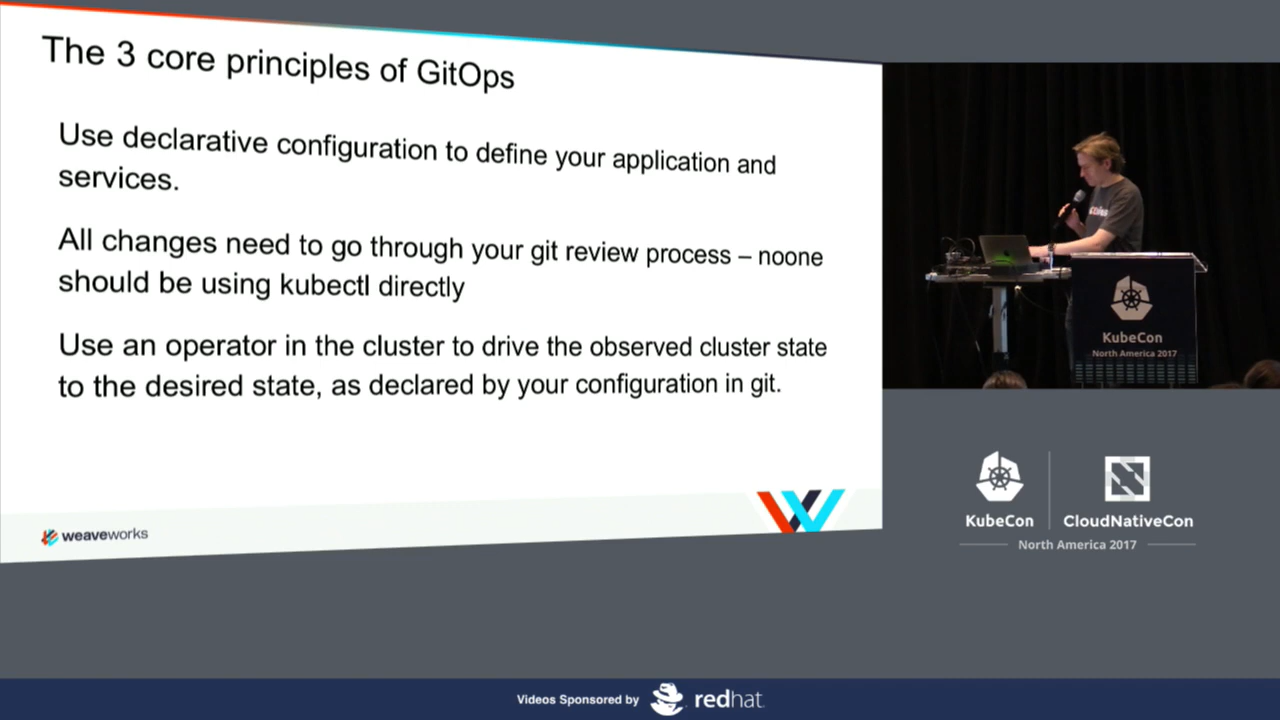 The 3 core principles of GitOps
Use declarative configuration to define your application and
services.
All changes need to go through your git review process – noone
should be using kubectl directly
Use an operator in the cluster to drive the observed cluster state
to the desired state, as declared by your configuration in git.
weaveworks
KubeCon
North America 2017
KubeCon
CloudNativeCon
North America 2017
Videos Sponsored by
redhat